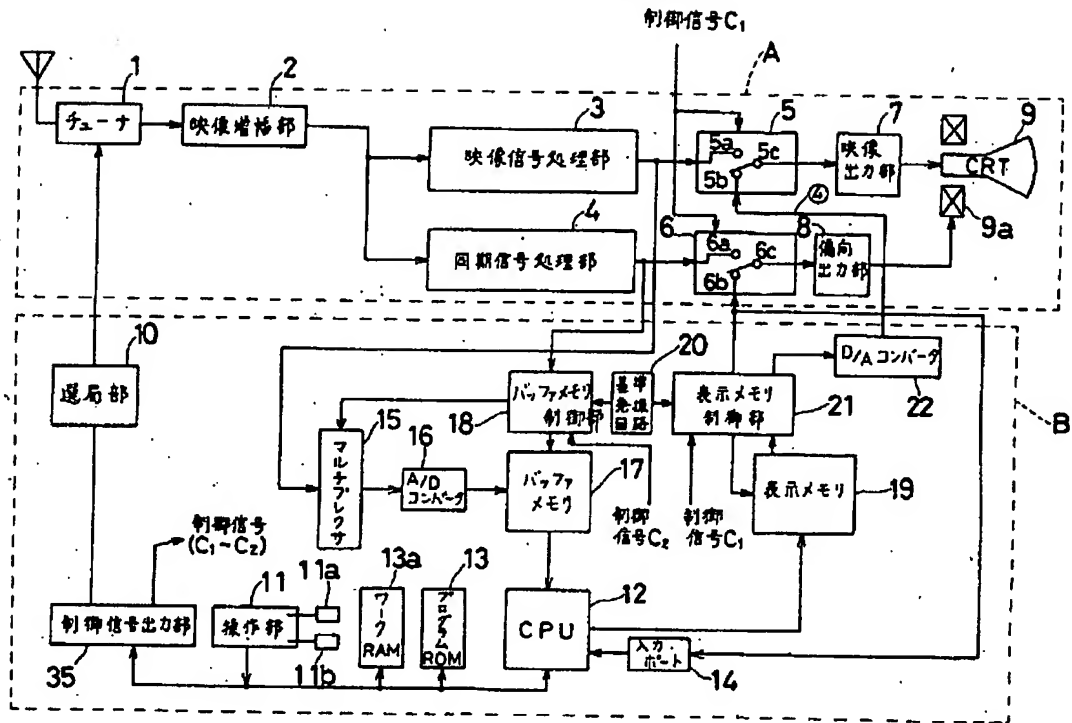 制御信号C₁
A
1
2
3
5
7
9
チューナ
映像増幅部
映像信号処理部
5a
5b
5c
映像
出力部
CRT
4
④
9a
同期信号処理部
6
6a
6b
6c
8
偏向
出力部
10
選局部
20
D/Aコンバータ
22
B
バッファメモリ
制御部
18
基準
発振
回路
表示メモリ
制御部
21
15
マルチプレクサ
16
A/D
コンバータ
バッファ
メモリ
17
表示メモリ
19
制御
信号C₂
制御
信号C₁
制御信号
(C₁~C₂)
13a
13
11
11a
11b
12
制御信号出力部
35
操作部
ワーク
RAM
プログラム
ROM
CPU
入力
ポート
14